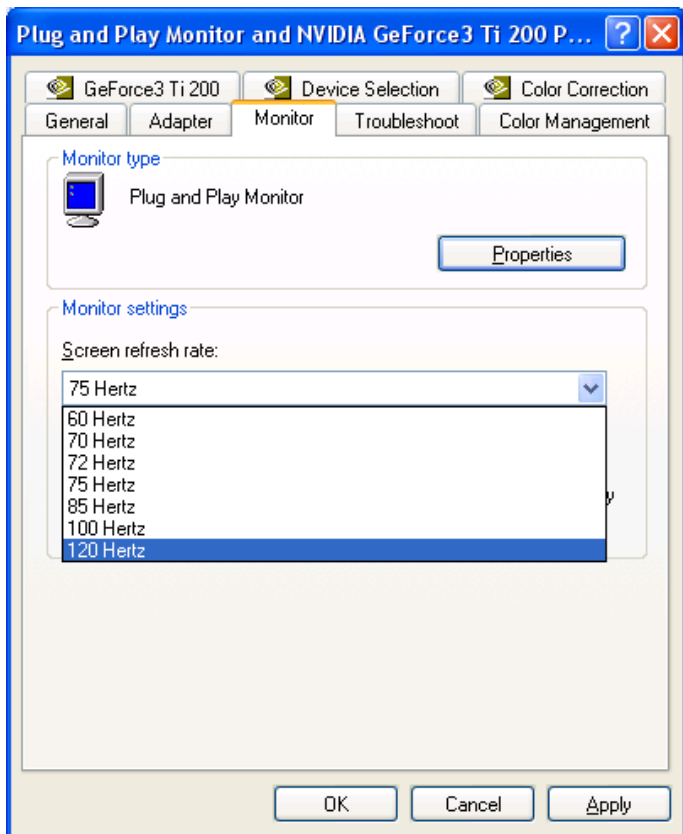 Plug and Play Monitor and NVIDIA GeForce3 Ti 200 P...
GeForce3 Ti 200 Device Selection Color Correction
General Adapter Monitor Troubleshoot Color Management
Monitor type
Plug and Play Monitor
Properties
Monitor settings
Screen refresh rate:
75 Hertz
60 Hertz
70 Hertz
72 Hertz
75 Hertz
85 Hertz
100 Hertz
120 Hertz
OK Cancel Apply